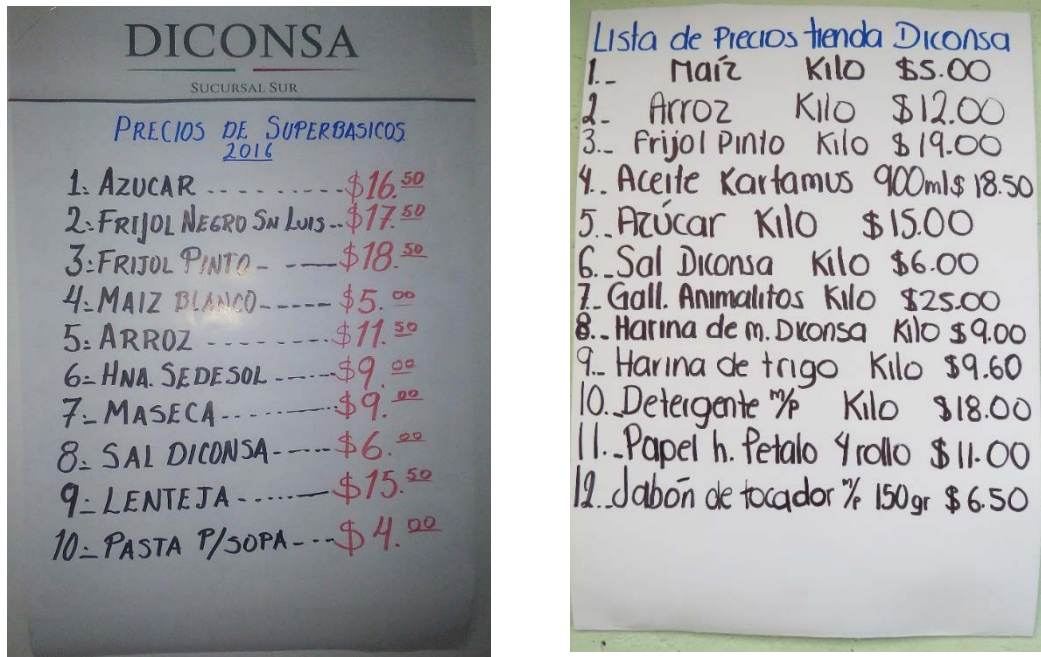 DICONSA
SUCURSAL SUR
PRECIOS DE SUPERBASICOS
2016
1: AZUCAR - - - - - - - - - - $16.50
2: FRIJOL NEGRO SN LUIS -- $17.50
3: FRIJOL PINTO - - ---- $18.50
4: MAIZ BLANCO ------ $5.00
5: ARROZ - - - - - - - - - $11.50
6= HNA. SEDESOL ------ $9.00
7- MASECA - - - - - - - - $9.00
8= SAL DICONSA ------ $6.00
9= LENTEJA - - - - - --- $15.50
10= PASTA P/SOPA - - - - $4.00
Lista de Precios tienda Diconsa
1.. Maíz Kilo $5.00
2.- Arroz Kilo $12.00
3.- Frijol Pinto Kilo $19.00
4.. Aceite Kartamus 900ml $18.50
5.. Azúcar Kilo $15.00
6.. Sal Diconsa Kilo $6.00
7.. Gall. Animalitos Kilo $25.00
8.. Harina de m. Diconsa Kilo $9.00
9.. Harina de trigo Kilo $9.60
10.. Detergente m/p Kilo $18.00
11.. Papel h. Petalo 4 rollo $11.00
12.. Jabón de tocador m/p 150gr $6.50